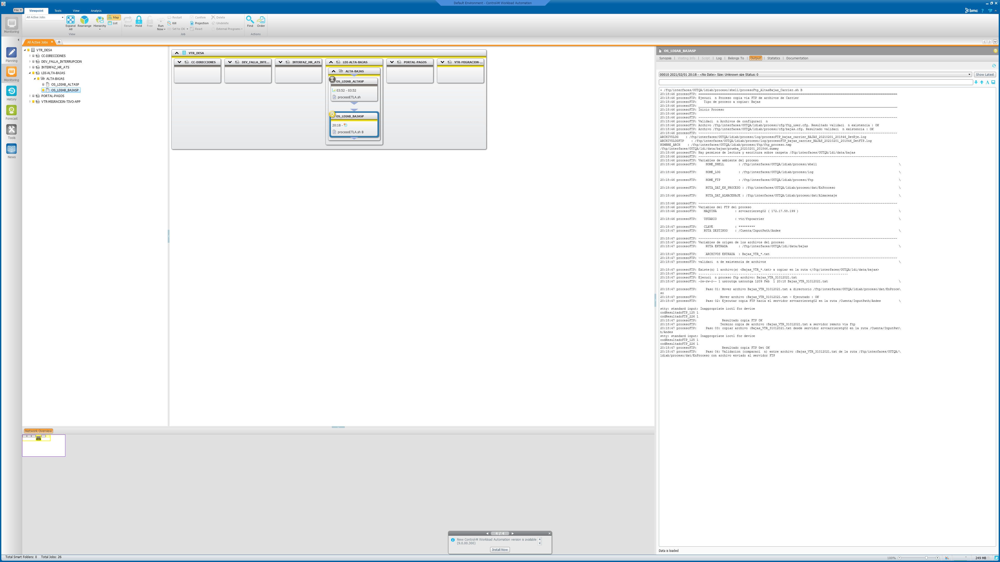 Default Environment - Control-M Workload Automation
File
Viewpoint
Tools
View
Analysis
bmc
?
Monitoring
All Active Jobs
Expand All
Rearrange
Hierarchy
Map
List
View
Rerun
Hold
Free
Run Now
Restart
Kill
Set to OK
Confirm
Projection
React
Delete
Undelete
External Programs
Job
Find
Order
Actions
All Active Jobs
Planning
Monitoring
History
Forecast
Tools
News
VTR_DESA
CC-DIRECCIONES
DEV_FALLA_INTERRUPCION
INTERFAZ_HR_ATS
LDI-ALTA-BAJAS
ALTA-BAJAS
OS_LDIAB_ALTASP
OS_LDIAB_BAJASP
PORTAL-PAGOS
VTR-MIGRACION-TIVO-APP
VTR_DESA
CC-DIRECCIONES
DEV_FALLA_INTE...
INTERFAZ_HR_ATS
LDI-ALTA-BAJAS
PORTAL-PAGOS
VTR-MIGRACION-...
ALTA-BAJAS
OS_LDIAB_ALTASP
03:52 - 03:52
procesoETLA.sh
OS_LDIAB_BAJASP
20:18 -
procesoETLA.sh B
OS_LDIAB_BAJASP
Synopsis | Waiting Info | Script | Log | Belongs To | Output | Statistics | Documentation
00010 2021/02/01 20:18 - <No Date> Size: Unknown size Status: 0
Show Latest
+ /ftp/interfaces/OUTQA/ldiab/proceso/shell/procesoFtp_AltasBajas_Carrier.sh B
20:18:46 procesoFTP: =============================================================================================================
20:18:46 procesoFTP: Ejecuci  n Proceso copia via FTP de archivos de Carrier
20:18:46 procesoFTP:    Tipo de proceco a copiar: Bajas
20:18:46 procesoFTP: _____________________________________________________________________________________________________________
20:18:46 procesoFTP: Inicio Proceso
20:18:46 procesoFTP:
20:18:46 procesoFTP: -------------------------------------------------------------------------------------------------------------
20:18:46 procesoFTP: Validaci  n Archivos de configuraci  n
20:18:46 procesoFTP: Archivo /ftp/interfaces/OUTQA/ldiab/proceso/cfg/ftp_user.cfg. Resultado validaci  n existencia : OK
20:18:46 procesoFTP: Archivo /ftp/interfaces/OUTQA/ldiab/proceso/cfg/bajas.cfg. Resultado validaci  n existencia : OK
20:18:46 procesoFTP: -------------------------------------------------------------------------------------------------------------
ARCHIVOLOG    : /ftp/interfaces/OUTQA/ldiab/proceso/log/procesoFTP_bajas_carrier_BAJAS_20210201_201846_DetEje.log
ARCHIVOLOGFTP    : /ftp/interfaces/OUTQA/ldiab/proceso/log/procesoFTP_bajas_carrier_BAJAS_20210201_201846_DetFTP.log
NOMBRE_ARCH    : /ftp/interfaces/OUTQA/ldiab/proceso/ftp/ftp_proceso.tmp
/ftp/interfaces/OUTQA/ldi/data/bajas/prueba_20210201_201846.dummy
20:18:46 procesoFTP: Hay permisos de lectura y escritura sobre carpeta /ftp/interfaces/OUTQA/ldi/data/bajas
20:18:46 procesoFTP: -------------------------------------------------------------------------------------------------------------
20:18:46 procesoFTP: Variables de ambiente del proceso
20:18:46 procesoFTP:     HOME_SHELL        : /ftp/interfaces/OUTQA/ldiab/proceso/shell \
20:18:46 procesoFTP:     HOME_LOG          : /ftp/interfaces/OUTQA/ldiab/proceso/log \
20:18:46 procesoFTP:     HOME_FTP          : /ftp/interfaces/OUTQA/ldiab/proceso/ftp \
20:18:46 procesoFTP:     RUTA_DAT_EN_PROCESO : /ftp/interfaces/OUTQA/ldiab/proceso/dat/EnProceso \
20:18:46 procesoFTP:     RUTA_DAT_ALMACENAJE : /ftp/interfaces/OUTQA/ldiab/proceso/dat/Almacenaje \
20:18:46 procesoFTP: -------------------------------------------------------------------------------------------------------------
20:18:46 procesoFTP: Variables del FTP del proceso
20:18:46 procesoFTP:    MAQUINA          : srvcarrierstg02 ( 172.17.58.199 ) \
20:18:46 procesoFTP:    USUARIO          : vtr/ftpcarrier \
20:18:47 procesoFTP:    CLAVE            : *********
20:18:47 procesoFTP:    RUTA DESTINOO    : /Cuenta/InputPath/Andes \
20:18:47 procesoFTP: -------------------------------------------------------------------------------------------------------------
20:18:47 procesoFTP: Variables de origen de los archivos del proceso
20:18:47 procesoFTP:     RUTA ENTRADA      : /ftp/interfaces/OUTQA/ldi/data/bajas \
20:18:47 procesoFTP:     ARCHIVOS ENTRADA  : Bajas_VTR_*.txt
20:18:47 procesoFTP: -------------------------------------------------------------------------------------------------------------
20:18:47 procesoFTP: validaci  n de existencia de archivos \
20:18:47 procesoFTP: Existe(n) 1 archivo(s) <Bajas_VTR_*.txt> a copiar en la ruta </ftp/interfaces/OUTQA/ldi/data/bajas>
20:18:47 procesoFTP: ..................................................................................
20:18:47 procesoFTP: Ejecuci  n proceso ftp archivo: Bajas_VTR_31012021.txt
20:18:47 procesoFTP: -rw-rw-r-- 1 usroutqa usroutqa 1209 Feb  1 20:18 Bajas_VTR_31012021.txt \
20:18:47 procesoFTP:     Paso 01: Mover archivo Bajas_VTR_31012021.txt a directorio /ftp/interfaces/OUTQA/ldiab/proceso/dat/EnProce\
so
20:18:47 procesoFTP:             Mover archivo :Bajas_VTR_31012021.txt - Ejecutado : OK
20:18:47 procesoFTP:     Paso 02: Ejecutar copia FTP hacia el servidor srvcarrierstg02 en la ruta /Cuenta/InputPath/Andes \
stty: standard input: Inappropriate ioctl for device
codResultadoFTP_125 1
codResultadoFTP_226 1
20:18:47 procesoFTP:              Resultado copia FTP OK
20:18:47 procesoFTP:             Termino copia de archivo :Bajas_VTR_31012021.txt a servidor remoto via ftp
20:18:47 procesoFTP:     Paso 03: copiar archivo :Bajas_VTR_31012021.txt desde servidor srvcarrierstg02 en la ruta /Cuenta/InputPat\
h/Andes
stty: standard input: Inappropriate ioctl for device
codResultadoFTP_125 1
codResultadoFTP_226 1
20:18:47 procesoFTP:              Resultado copia FTP Get OK
20:18:47 procesoFTP:     Paso 04: Validacion (comparaci  n) entre archivo :Bajas_VTR_31012021.txt de la ruta /ftp/interfaces/OUTQA/\
ldiab/proceso/dat/EnProceso con archivo enviado al servidor FTP
Data is loaded
Network Overview
4 / 4
New Control-M Workload Automation version is available
(9.0.00.300)
Install Now
Total Smart Folders: 0
Total Jobs: 26
100%
249 MB